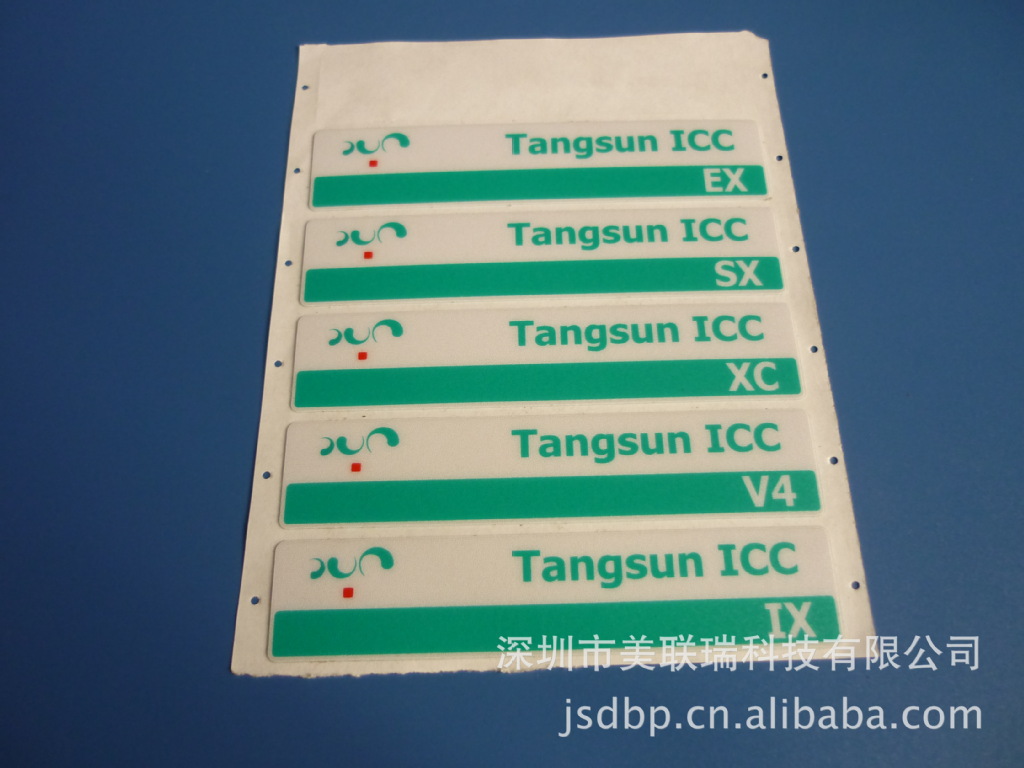 Tangsun ICC
EX
Tangsun ICC
SX
Tangsun ICC
XC
Tangsun ICC
V4
Tangsun ICC
IX
深圳市美联瑞科技有限公司
jsdbp.cn.alibaba.com